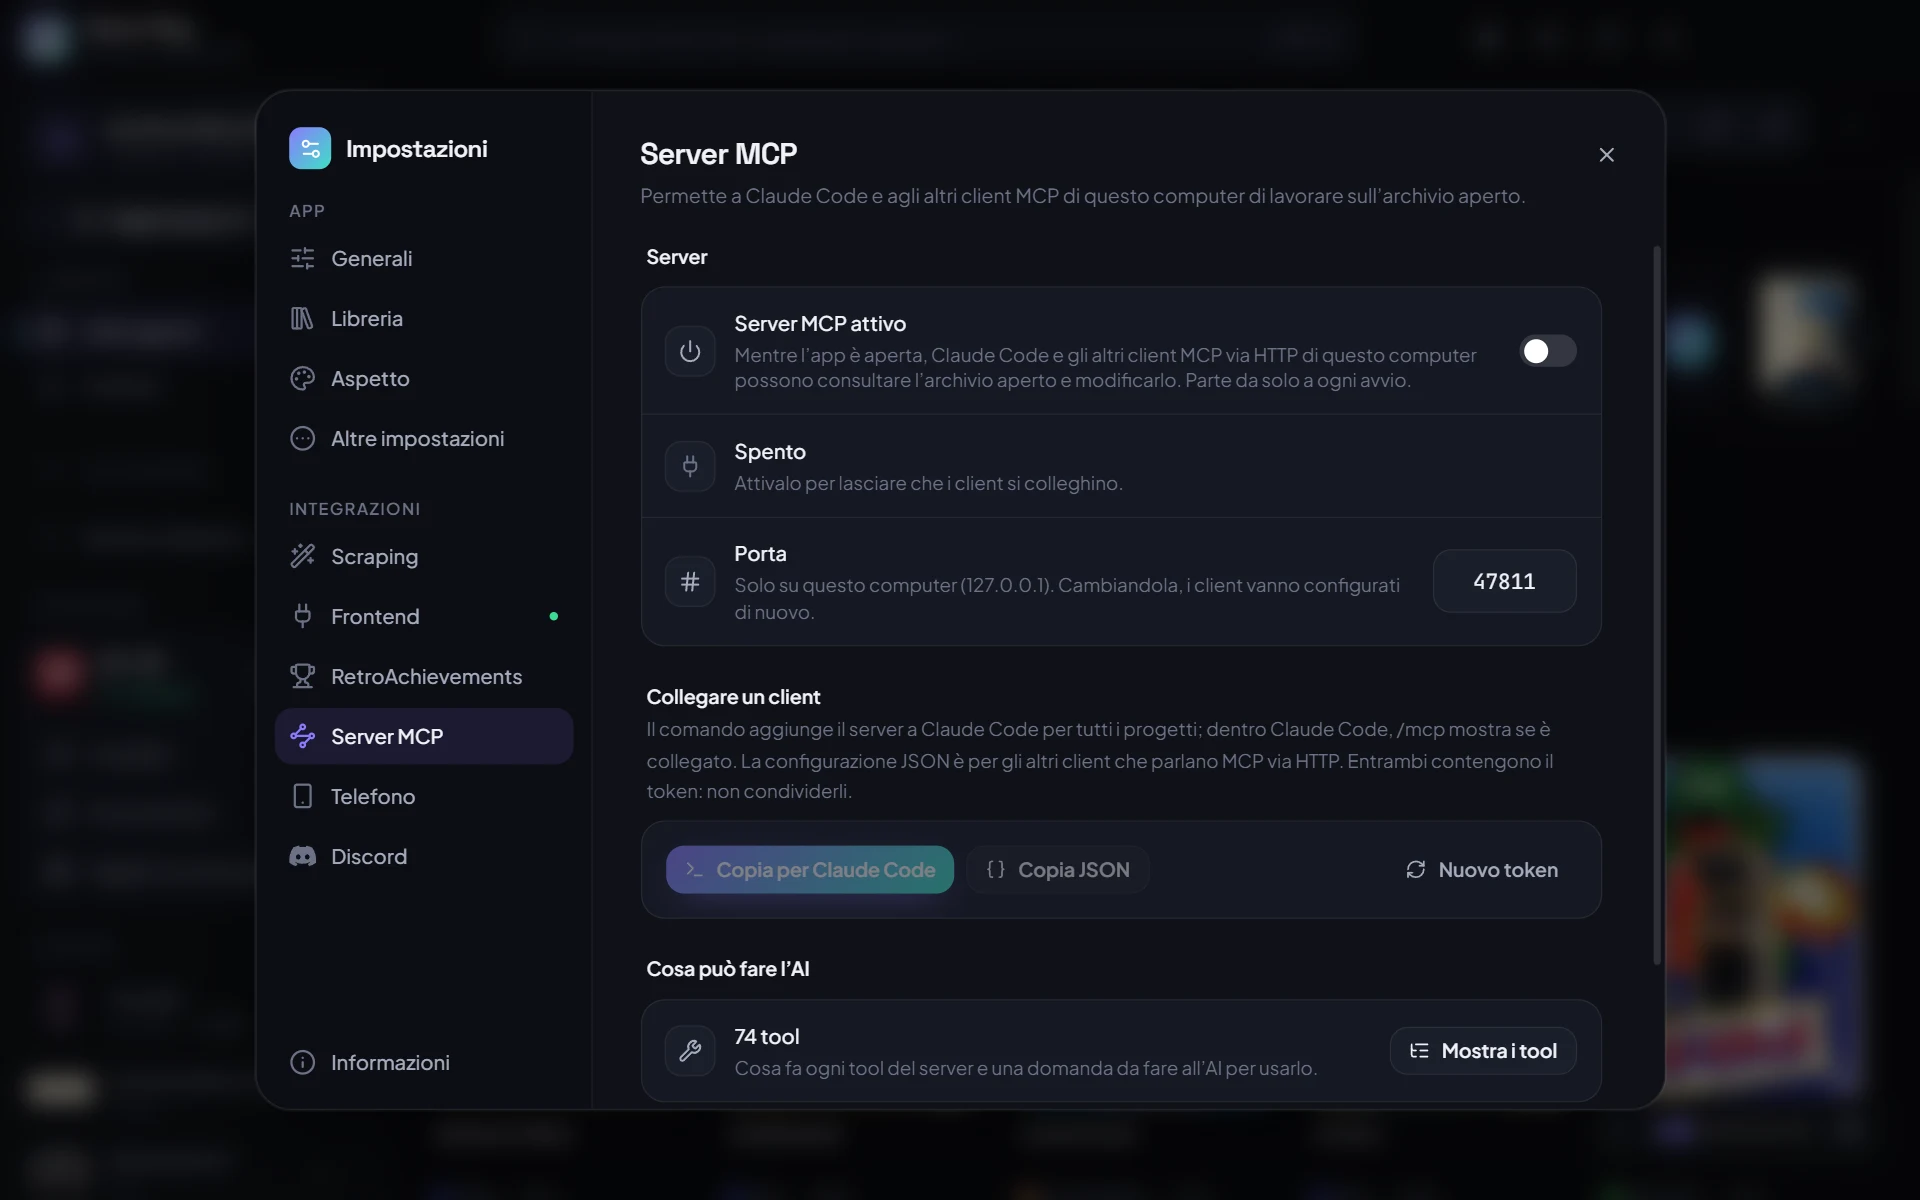 Impostazioni
APP
Generali
Libreria
Aspetto
Altre impostazioni
INTEGRAZIONI
Scraping
Frontend
RetroAchievements
Server MCP
Telefono
Discord
Informazioni
Server MCP
Permette a Claude Code e agli altri client MCP di questo computer di lavorare sull’archivio aperto.
Server
Server MCP attivo
Mentre l’app è aperta, Claude Code e gli altri client MCP via HTTP di questo computer
possono consultare l’archivio aperto e modificarlo. Parte da solo a ogni avvio.
Spento
Attivalo per lasciare che i client si colleghino.
Porta
Solo su questo computer (127.0.0.1). Cambiandola, i client vanno configurati
di nuovo.
47811
Collegare un client
Il comando aggiunge il server a Claude Code per tutti i progetti; dentro Claude Code, /mcp mostra se è
collegato. La configurazione JSON è per gli altri client che parlano MCP via HTTP. Entrambi contengono il
token: non condividerli.
Copia per Claude Code
Copia JSON
Nuovo token
Cosa può fare l’AI
74 tool
Cosa fa ogni tool del server e una domanda da fare all’AI per usarlo.
Mostra i tool